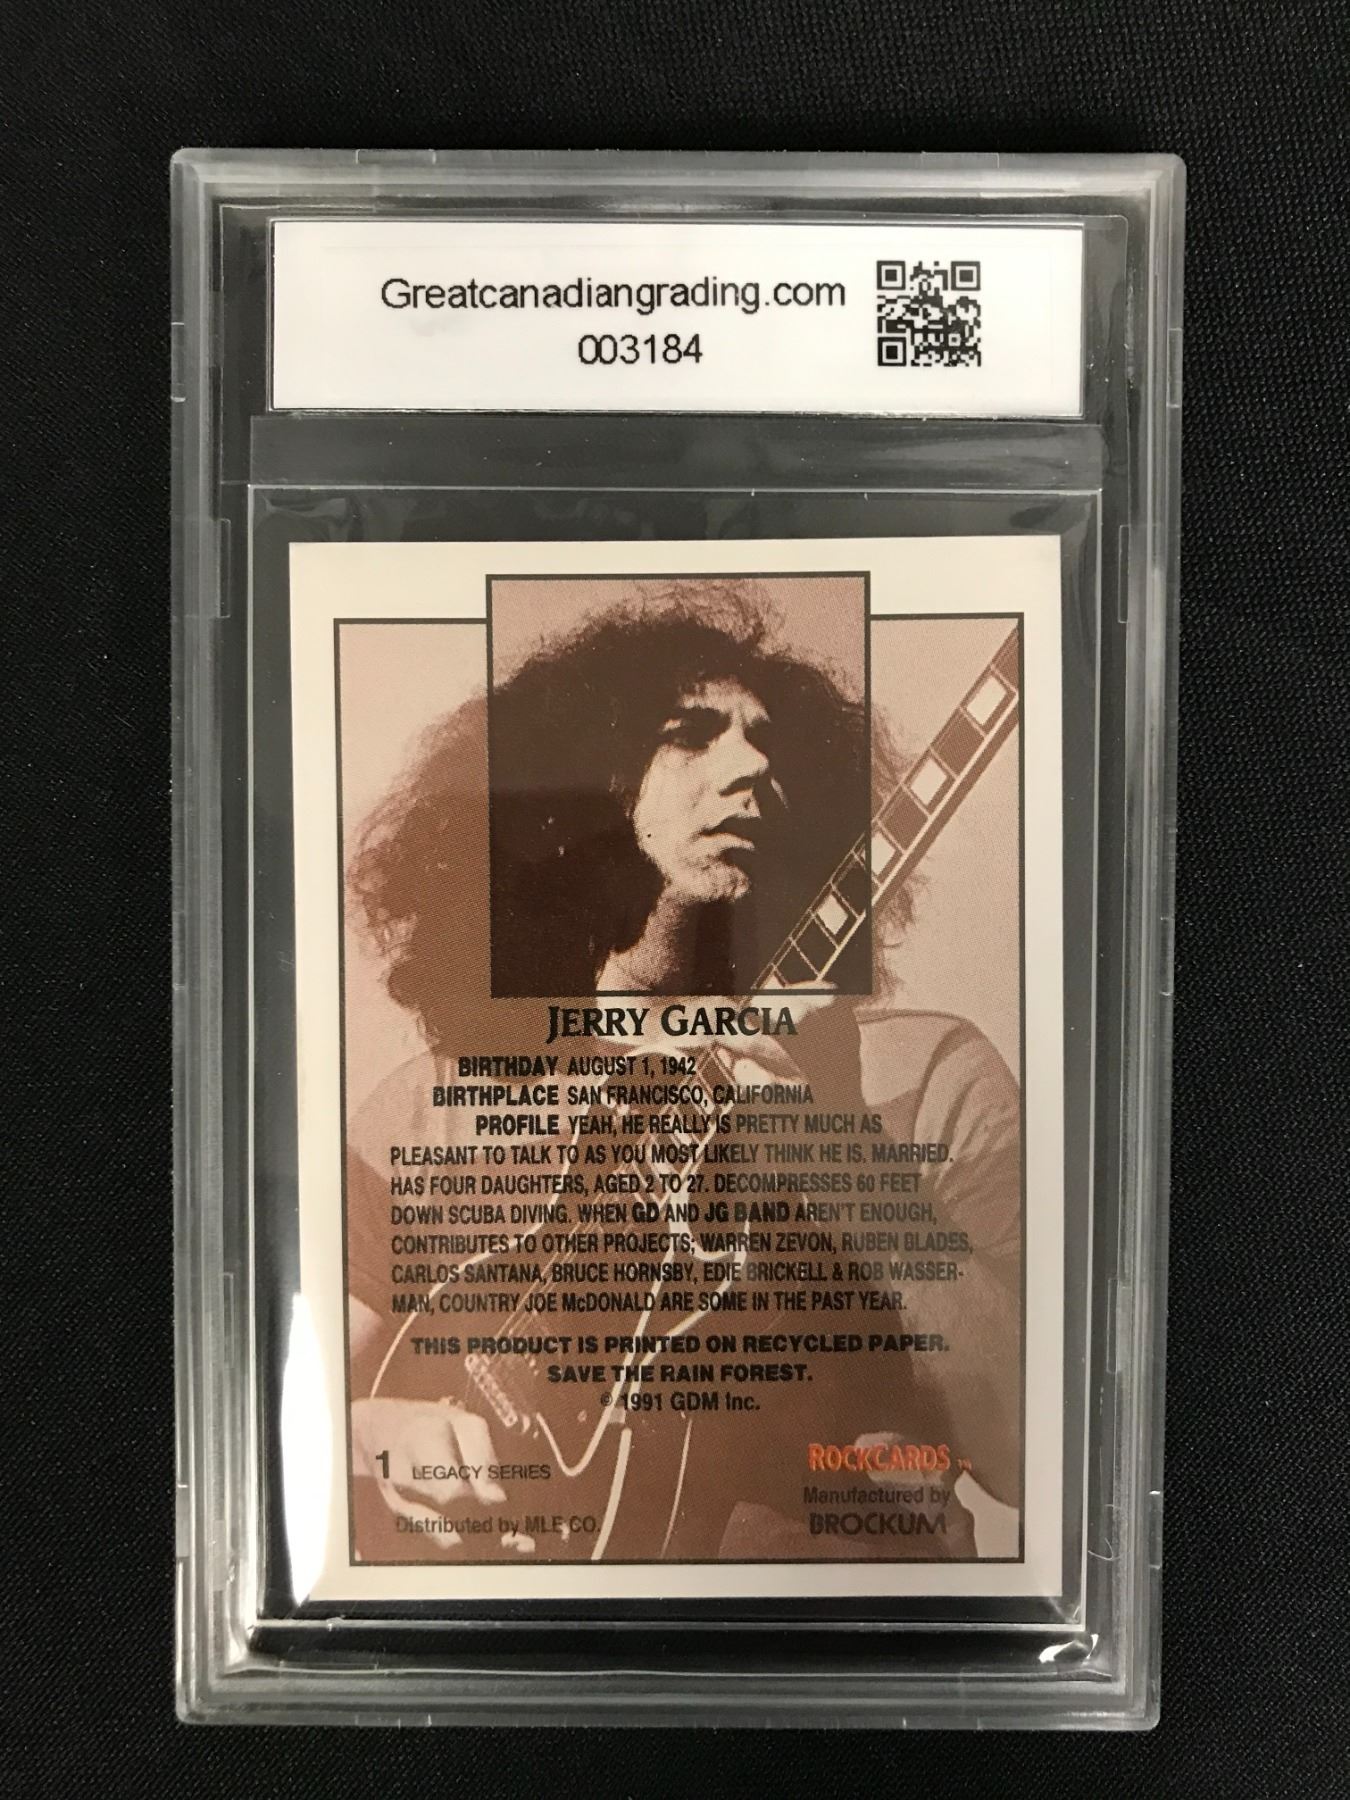 Greatcanadiangrading.com
003184
JERRY GARCIA
BIRTHDAY AUGUST 1, 1942
BIRTHPLACE SAN FRANCISCO, CALIFORNIA
PROFILE YEAH, HE REALLY IS PRETTY MUCH AS
PLEASANT TO TALK TO AS YOU MOST LIKELY THINK HE IS. MARRIED.
HAS FOUR DAUGHTERS, AGED 2 TO 27. DECOMPRESSES 60 FEET
DOWN SCUBA DIVING. WHEN GD AND JG BAND AREN'T ENOUGH,
CONTRIBUTES TO OTHER PROJECTS; WARREN ZEVON, RUBEN BLADES,
CARLOS SANTANA, BRUCE HORNSBY, EDIE BRICKELL & ROB WASSER-
MAN, COUNTRY JOE McDONALD ARE SOME IN THE PAST YEAR.
THIS PRODUCT IS PRINTED ON RECYCLED PAPER.
SAVE THE RAIN FOREST.
© 1991 GDM Inc.
1 LEGACY SERIES
ROCKCARDS ™
Manufactured by
Distributed by MLE CO.
BROCKUM